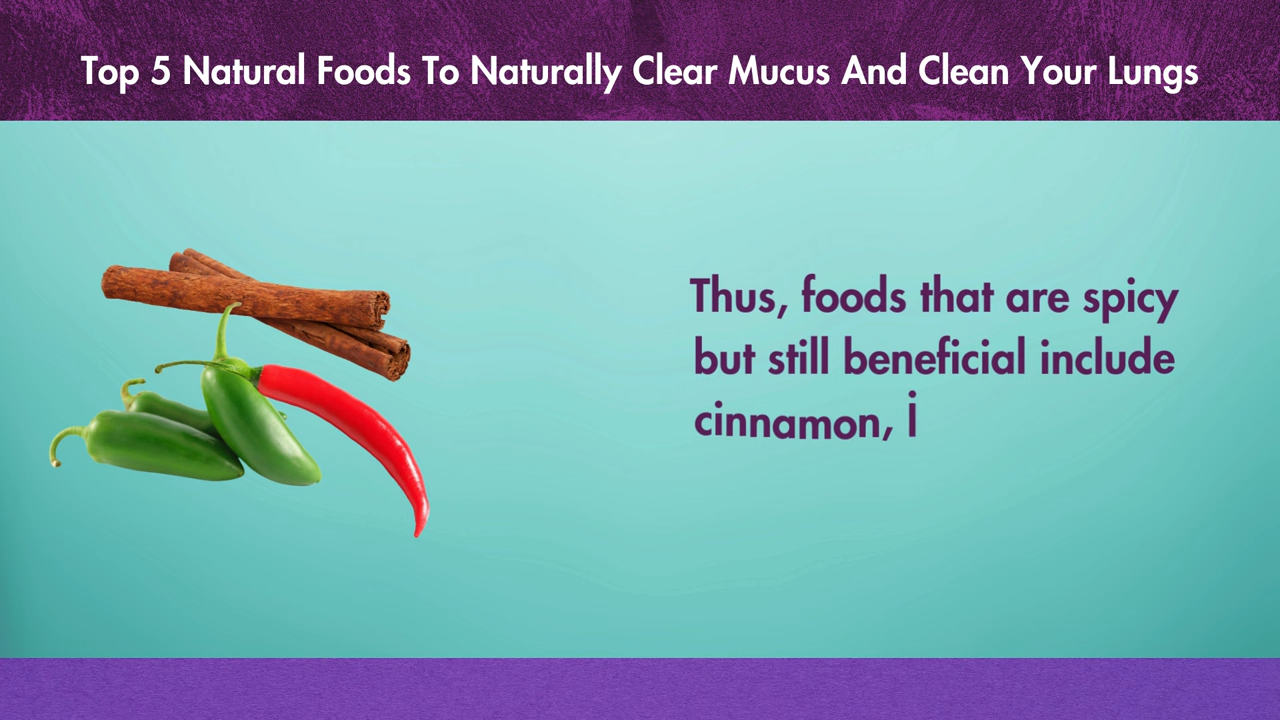 Top 5 Natural Foods To Naturally Clear Mucus And Clean Your Lungs
Thus, foods that are spicy
but still beneficial include
cinnamon,